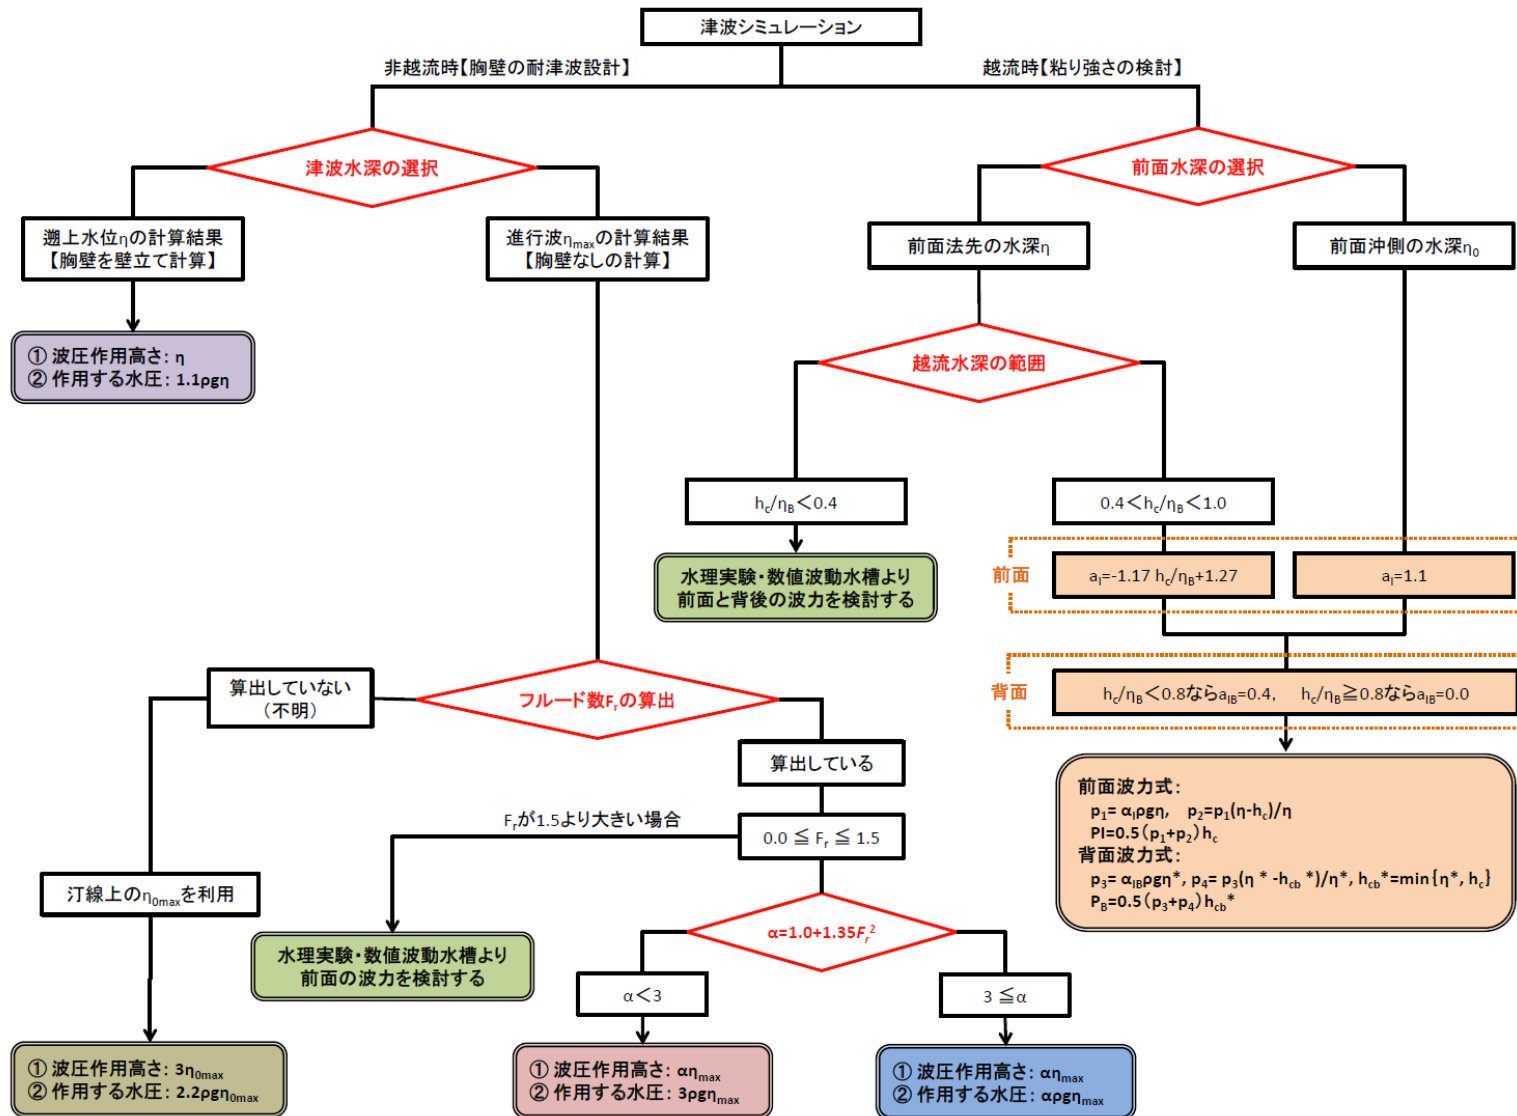 津波シミュレーション
非越流時【胸壁の耐津波設計】
越流時【粘り強さの検討】
津波水深の選択
前面水深の選択
遡上水位ηの計算結果
【胸壁を壁立て計算】
進行波ηmaxの計算結果
【胸壁なしの計算】
前面法先の水深η
前面沖側の水深η0
① 波圧作用高さ: η
② 作用する水圧: 1.1ρgη
越流水深の範囲
hc/ηB＜0.4
0.4＜hc/ηB＜1.0
水理実験・数値波動水槽より
前面と背後の波力を検討する
前面
aI=-1.17 hc/ηB+1.27
aI=1.1
背面
hc/ηB＜0.8ならaIB=0.4, hc/ηB≧0.8ならaIB=0.0
算出していない
（不明）
フルード数Frの算出
算出している
Frが1.5より大きい場合
0.0 ≦ Fr ≦ 1.5
前面波力式:
p1= αIρgη, p2=p1(η-hc)/η
PI=0.5(p1+p2)hc
背面波力式:
p3= αIBρgη*, p4= p3(η* -hcb*)/η*, hcb*=min{η*, hc}
PB=0.5(p3+p4)hcb*
汀線上のη0maxを利用
水理実験・数値波動水槽より
前面の波力を検討する
α=1.0+1.35Fr²
α＜3
3 ≦α
① 波圧作用高さ: 3η0max
② 作用する水圧: 2.2ρgη0max
① 波圧作用高さ: αηmax
② 作用する水圧: 3ρgηmax
① 波圧作用高さ: αηmax
② 作用する水圧: αρgηmax